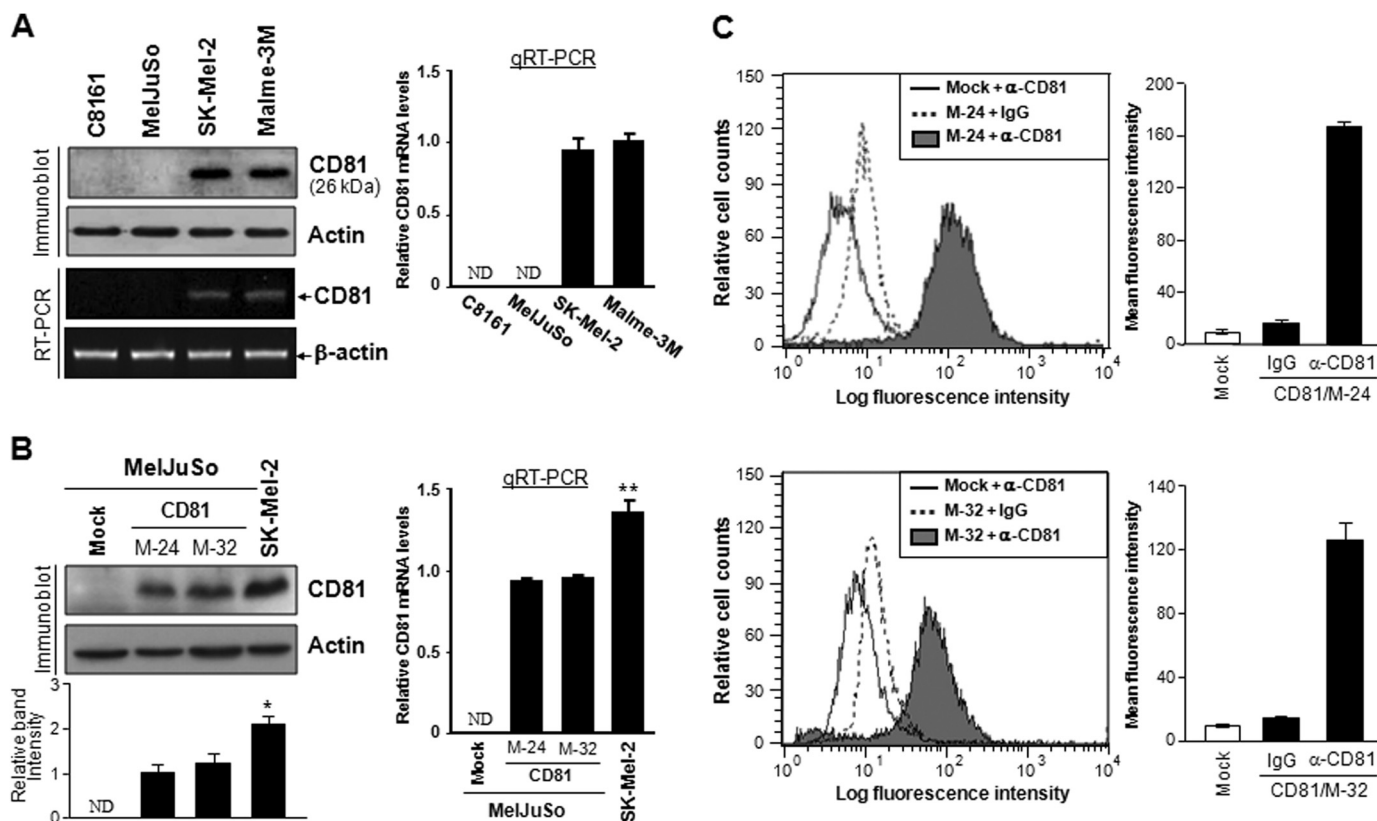 A
C8161
MelJuSo
SK-Mel-2
Malme-3M
Immunoblot
CD81
(26 kDa)
Actin
RT-PCR
CD81
β-actin
qRT-PCR
Relative CD81 mRNA levels
1.5
1.0
0.5
0
ND
ND
C8161
MelJuSo
SK-Mel-2
Malme-3M
B
MelJuSo
SK-Mel-2
Mock
CD81
M-24
M-32
Immunoblot
CD81
Actin
Relative band
Intensity
3
2
1
0
ND
*
qRT-PCR
Relative CD81 mRNA levels
1.5
1.0
0.5
0
ND
**
Mock
M-24
M-32
CD81
SK-Mel-2
MelJuSo
C
Relative cell counts
150
120
90
60
30
0
Mock + α-CD81
M-24 + IgG
M-24 + α-CD81
10^0
10^1
10^2
10^3
10^4
Log fluorescence intensity
Mean fluorescence intensity
200
160
120
80
40
0
Mock
IgG
α-CD81
CD81/M-24
Relative cell counts
150
120
90
60
30
0
Mock + α-CD81
M-32 + IgG
M-32 + α-CD81
10^0
10^1
10^2
10^3
10^4
Log fluorescence intensity
Mean fluorescence intensity
140
120
80
40
0
Mock
IgG
α-CD81
CD81/M-32